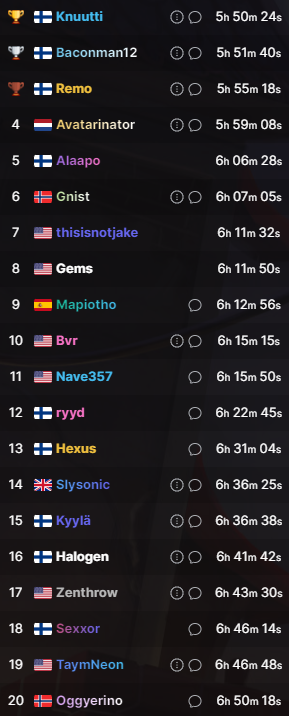 Knuutti 5h 50m 24s
Baconman12 5h 51m 40s
Remo 5h 55m 18s
4 Avatarinator 5h 59m 08s
5 Alaapo 6h 06m 28s
6 Gnist 6h 07m 05s
7 thisisnotjake 6h 11m 32s
8 Gems 6h 11m 50s
9 Mapiotho 6h 12m 56s
10 Bvr 6h 15m 15s
11 Nave357 6h 15m 50s
12 ryyd 6h 22m 45s
13 Hexus 6h 31m 04s
14 Slysonic 6h 36m 25s
15 Kyylä 6h 36m 38s
16 Halogen 6h 41m 42s
17 Zenthrow 6h 43m 30s
18 Sexxor 6h 46m 14s
19 TaymNeon 6h 46m 48s
20 Oggyerino 6h 50m 18s